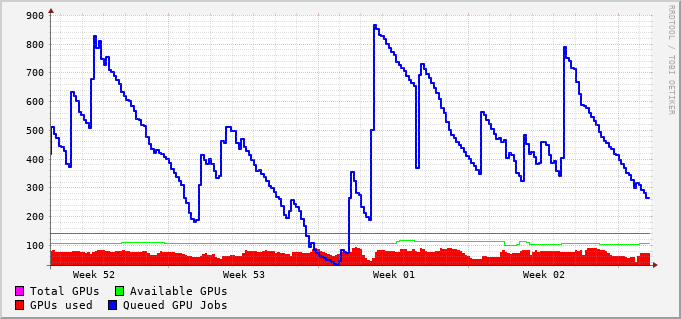 900
800
700
600
500
400
300
200
100
Week 52 Week 53 Week 01 Week 02
Total GPUs Available GPUs
GPUs used Queued GPU Jobs
RRDTOOL / TOBI OETIKER